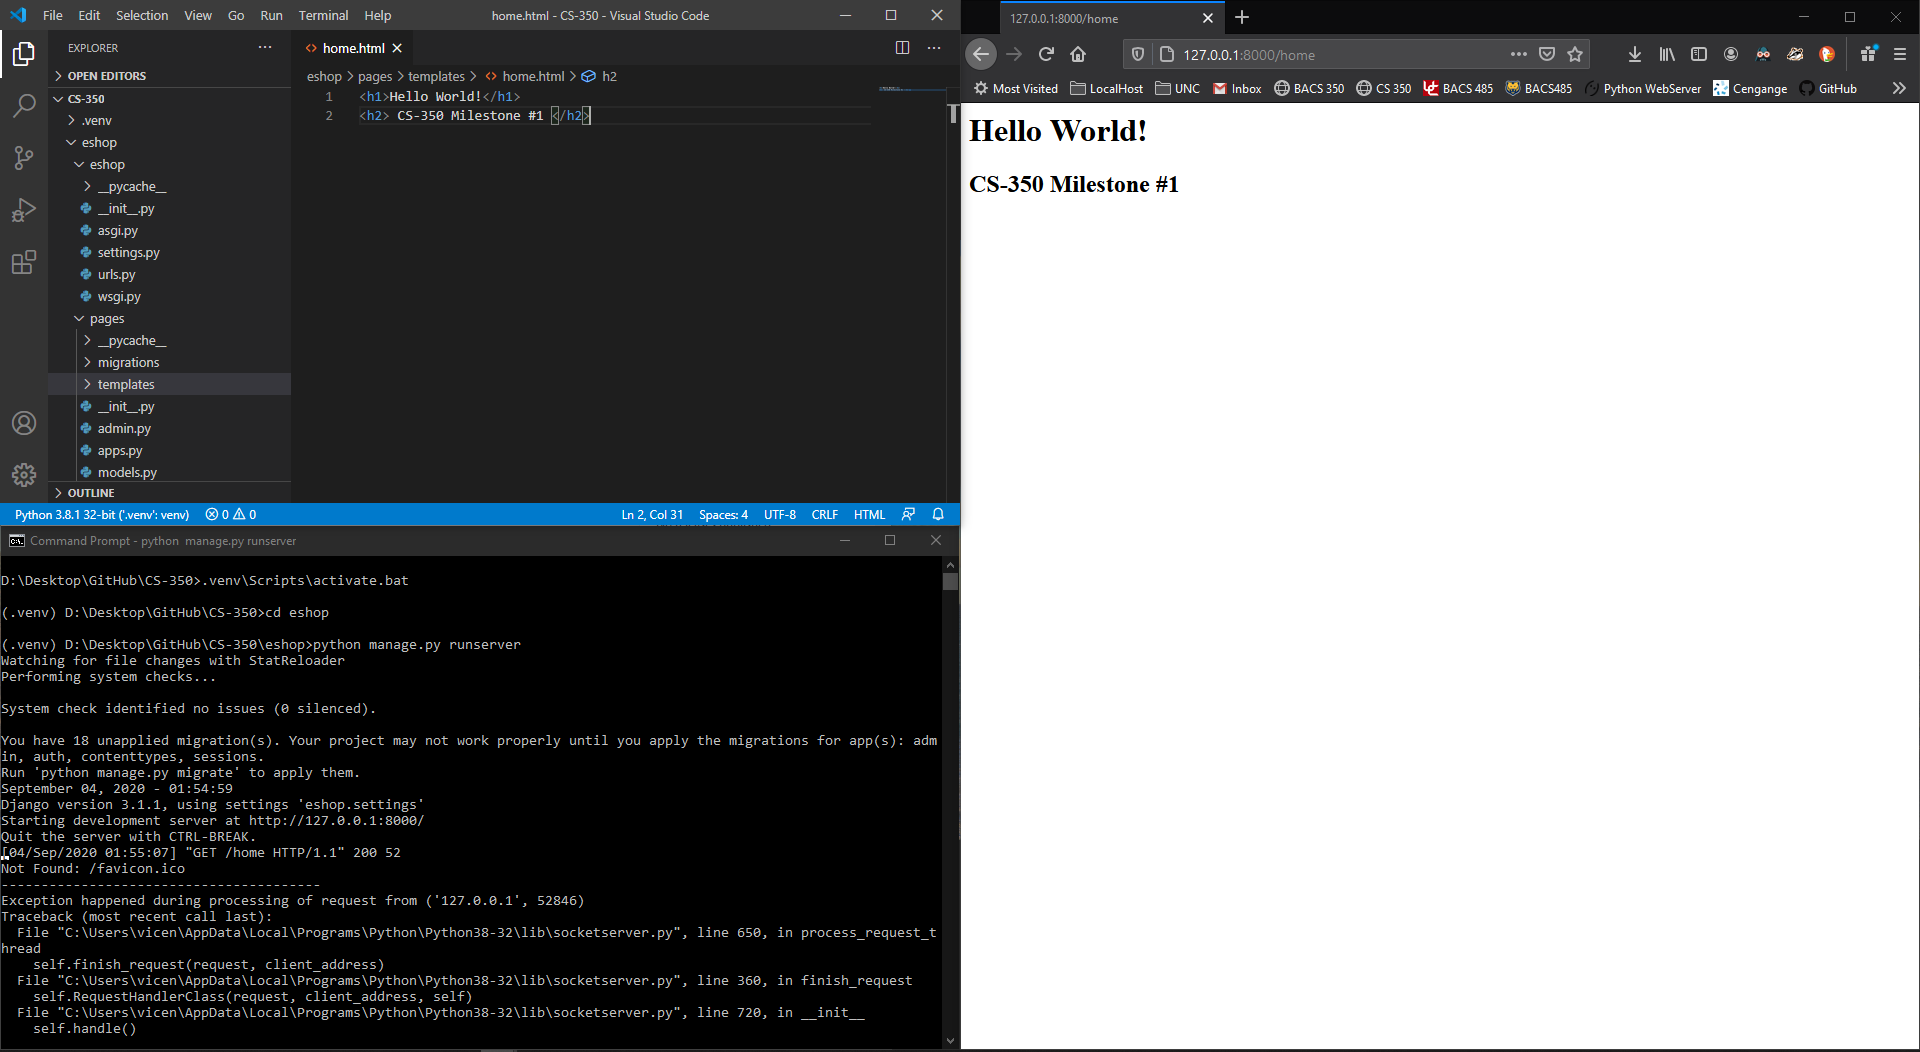 File Edit Selection View Go Run Terminal Help home.html - CS-350 - Visual Studio Code
EXPLORER
OPEN EDITORS
CS-350
.venv
eshop
eshop
__pycache__
__init__.py
asgi.py
settings.py
urls.py
wsgi.py
pages
__pycache__
migrations
templates
__init__.py
admin.py
apps.py
models.py
OUTLINE
home.html
eshop > pages > templates > home.html > h2
1 <h1>Hello World!</h1>
2 <h2> CS-350 Milestone #1 </h2>
Python 3.8.1 32-bit ('.venv': venv) 0 0 Ln 2, Col 31 Spaces: 4 UTF-8 CRLF HTML
Command Prompt - python manage.py runserver
D:\Desktop\GitHub\CS-350>.venv\Scripts\activate.bat
(.venv) D:\Desktop\GitHub\CS-350>cd eshop
(.venv) D:\Desktop\GitHub\CS-350\eshop>python manage.py runserver
Watching for file changes with StatReloader
Performing system checks...
System check identified no issues (0 silenced).
You have 18 unapplied migration(s). Your project may not work properly until you apply the migrations for app(s): adm
in, auth, contenttypes, sessions.
Run 'python manage.py migrate' to apply them.
September 04, 2020 - 01:54:59
Django version 3.1.1, using settings 'eshop.settings'
Starting development server at http://127.0.0.1:8000/
Quit the server with CTRL-BREAK.
[04/Sep/2020 01:55:07] "GET /home HTTP/1.1" 200 52
Not Found: /favicon.ico
----------------------------------------
Exception happened during processing of request from ('127.0.0.1', 52846)
Traceback (most recent call last):
File "C:\Users\vicen\AppData\Local\Programs\Python\Python38-32\lib\socketserver.py", line 650, in process_request_t
hread
self.finish_request(request, client_address)
File "C:\Users\vicen\AppData\Local\Programs\Python\Python38-32\lib\socketserver.py", line 360, in finish_request
self.RequestHandlerClass(request, client_address, self)
File "C:\Users\vicen\AppData\Local\Programs\Python\Python38-32\lib\socketserver.py", line 720, in __init__
self.handle()
127.0.0.1:8000/home
127.0.0.1:8000/home
Most Visited LocalHost UNC Inbox BACS 350 CS 350 BACS 485 BACS485 Python WebServer Cengange GitHub
Hello World!
CS-350 Milestone #1